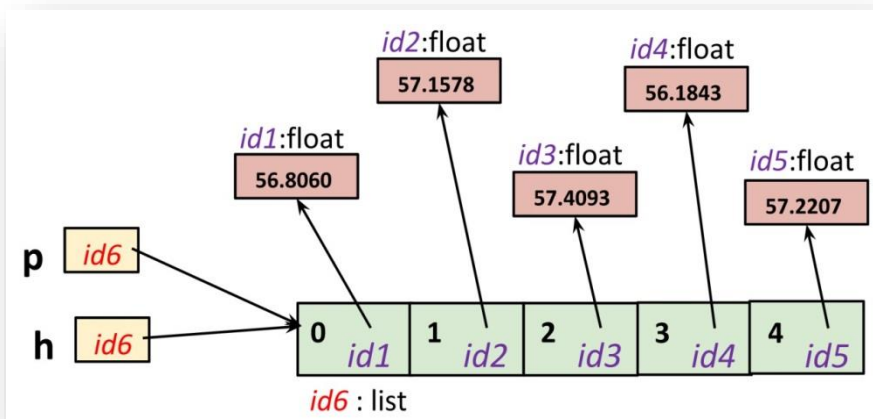 id2:float
57.1578
id4:float
56.1843
id1:float
56.8060
id3:float
57.4093
id5:float
57.2207
p id6
h id6
0 id1 1 id2 2 id3 3 id4 4 id5
id6 : list